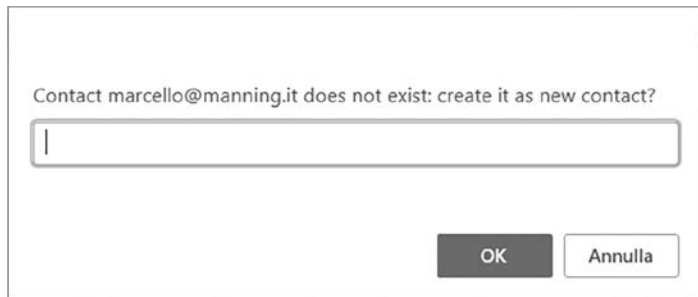 Contact marcello@manning.it does not exist: create it as new contact?
OK
Annulla